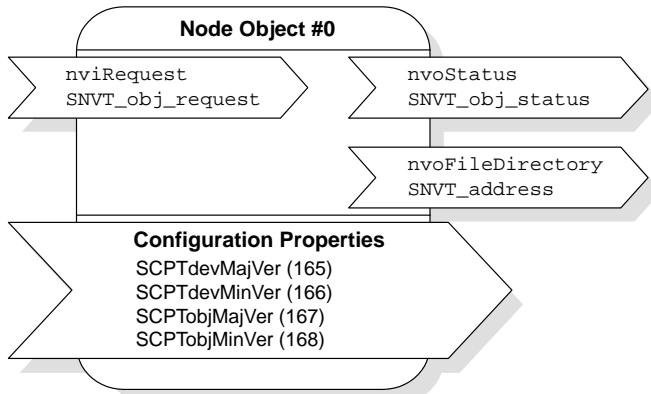 Node Object #0
nviRequest
SNVT_obj_request
nvoStatus
SNVT_obj_status
nvoFileDirectory
SNVT_address
Configuration Properties
SCPTdevMajVer (165)
SCPTdevMinVer (166)
SCPTobjMajVer (167)
SCPTobjMinVer (168)